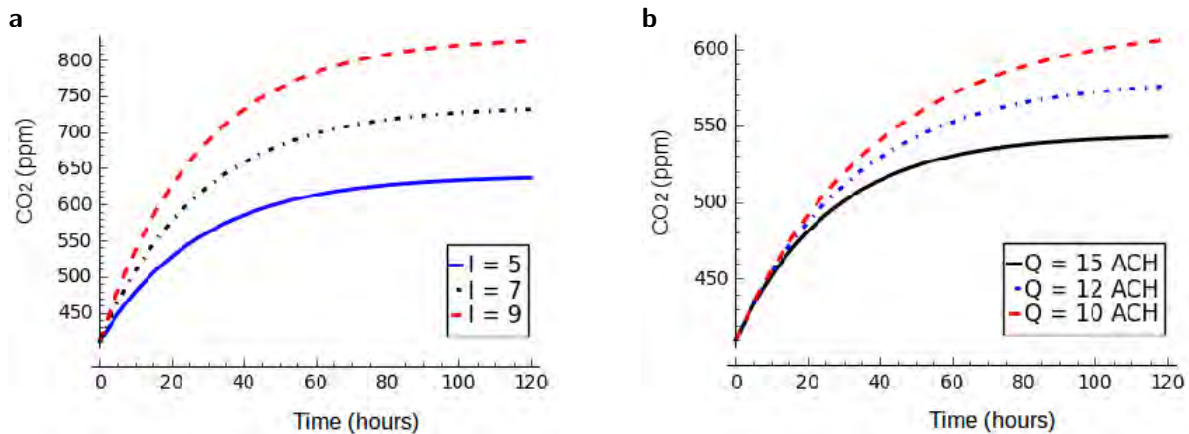 a
800
750
700
650
600
550
500
450
CO2 (ppm)
I = 5
I = 7
I = 9
0 20 40 60 80 100 120
Time (hours)
b
600
550
500
450
CO2 (ppm)
Q = 15 ACH
Q = 12 ACH
Q = 10 ACH
0 20 40 60 80 100 120
Time (hours)